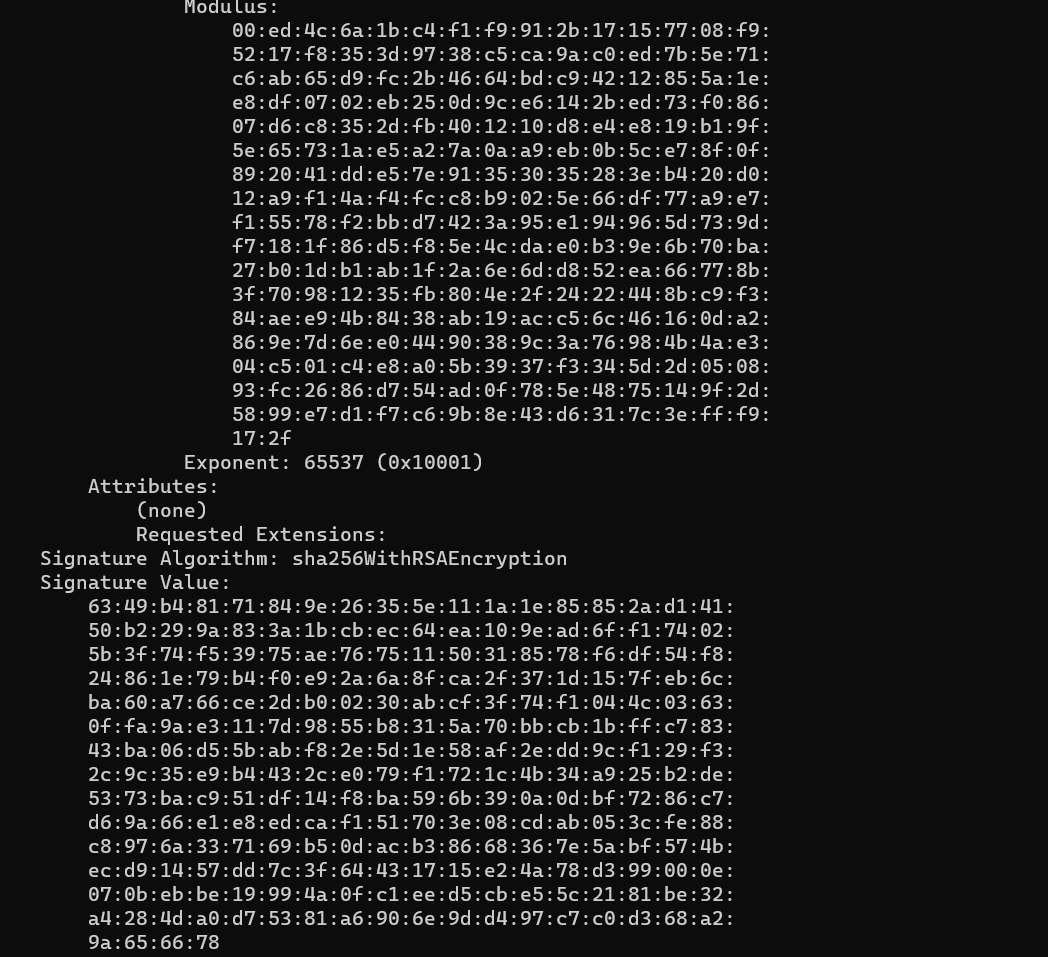 Modulus:
00:ed:4c:6a:1b:c4:f1:f9:91:2b:17:15:77:08:f9:
52:17:f8:35:3d:97:38:c5:ca:9a:c0:ed:7b:5e:71:
c6:ab:65:d9:fc:2b:46:64:bd:c9:42:12:85:5a:1e:
e8:df:07:02:eb:25:0d:9c:e6:14:2b:ed:73:f0:86:
07:d6:c8:35:2d:fb:40:12:10:d8:e4:e8:19:b1:9f:
5e:65:73:1a:e5:a2:7a:0a:a9:eb:0b:5c:e7:8f:0f:
89:20:41:dd:e5:7e:91:35:30:35:28:3e:b4:20:d0:
12:a9:f1:4a:f4:fc:c8:b9:02:5e:66:df:77:a9:e7:
f1:55:78:f2:bb:d7:42:3a:95:e1:94:96:5d:73:9d:
f7:18:1f:86:d5:f8:5e:4c:da:e0:b3:9e:6b:70:ba:
27:b0:1d:b1:ab:1f:2a:6e:6d:d8:52:ea:66:77:8b:
3f:70:98:12:35:fb:80:4e:2f:24:22:44:8b:c9:f3:
84:ae:e9:4b:84:38:ab:19:ac:c5:6c:46:16:0d:a2:
86:9e:7d:6e:e0:44:90:38:9c:3a:76:98:4b:4a:e3:
04:c5:01:c4:e8:a0:5b:39:37:f3:34:5d:2d:05:08:
93:fc:26:86:d7:54:ad:0f:78:5e:48:75:14:9f:2d:
58:99:e7:d1:f7:c6:9b:8e:43:d6:31:7c:3e:ff:f9:
17:2f
Exponent: 65537 (0x10001)
Attributes:
(none)
Requested Extensions:
Signature Algorithm: sha256WithRSAEncryption
Signature Value:
63:49:b4:81:71:84:9e:26:35:5e:11:1a:1e:85:85:2a:d1:41:
50:b2:29:9a:83:3a:1b:cb:ec:64:ea:10:9e:ad:6f:f1:74:02:
5b:3f:74:f5:39:75:ae:76:75:11:50:31:85:78:f6:df:54:f8:
24:86:1e:79:b4:f0:e9:2a:6a:8f:ca:2f:37:1d:15:7f:eb:6c:
ba:60:a7:66:ce:2d:b0:02:30:ab:cf:3f:74:f1:04:4c:03:63:
0f:fa:9a:e3:11:7d:98:55:b8:31:5a:70:bb:cb:1b:ff:c7:83:
43:ba:06:d5:5b:ab:f8:2e:5d:1e:58:af:2e:dd:9c:f1:29:f3:
2c:9c:35:e9:b4:43:2c:e0:79:f1:72:1c:4b:34:a9:25:b2:de:
53:73:ba:c9:51:df:14:f8:ba:59:6b:39:0a:0d:bf:72:86:c7:
d6:9a:66:e1:e8:ed:ca:f1:51:70:3e:08:cd:ab:05:3c:fe:88:
c8:97:6a:33:71:69:b5:0d:ac:b3:86:68:36:7e:5a:bf:57:4b:
ec:d9:14:57:dd:7c:3f:64:43:17:15:e2:4a:78:d3:99:00:0e:
07:0b:eb:be:19:99:4a:0f:c1:ee:d5:cb:e5:5c:21:81:be:32:
a4:28:4d:a0:d7:53:81:a6:90:6e:9d:d4:97:c7:c0:d3:68:a2:
9a:65:66:78